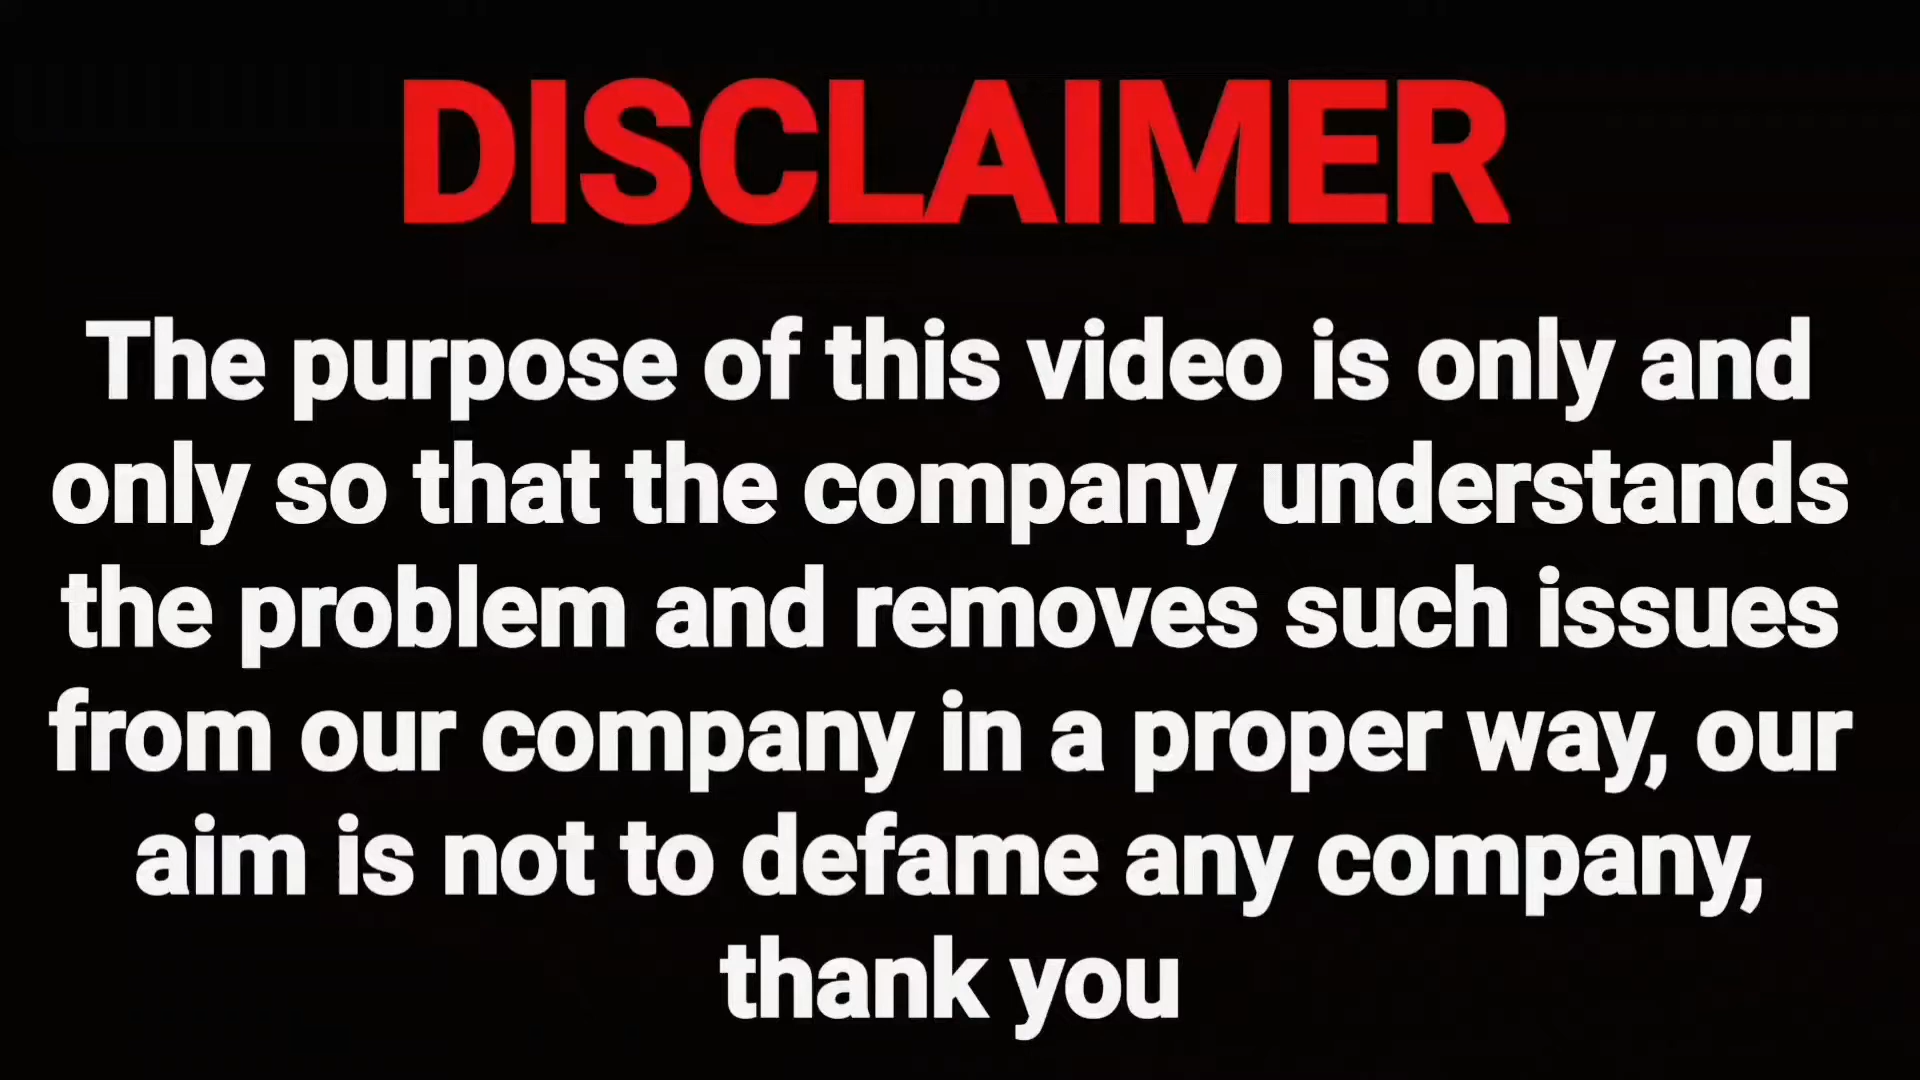 DISCLAIMER
The purpose of this video is only and
only so that the company understands
the problem and removes such issues
from our company in a proper way, our
aim is not to defame any company,
thank you